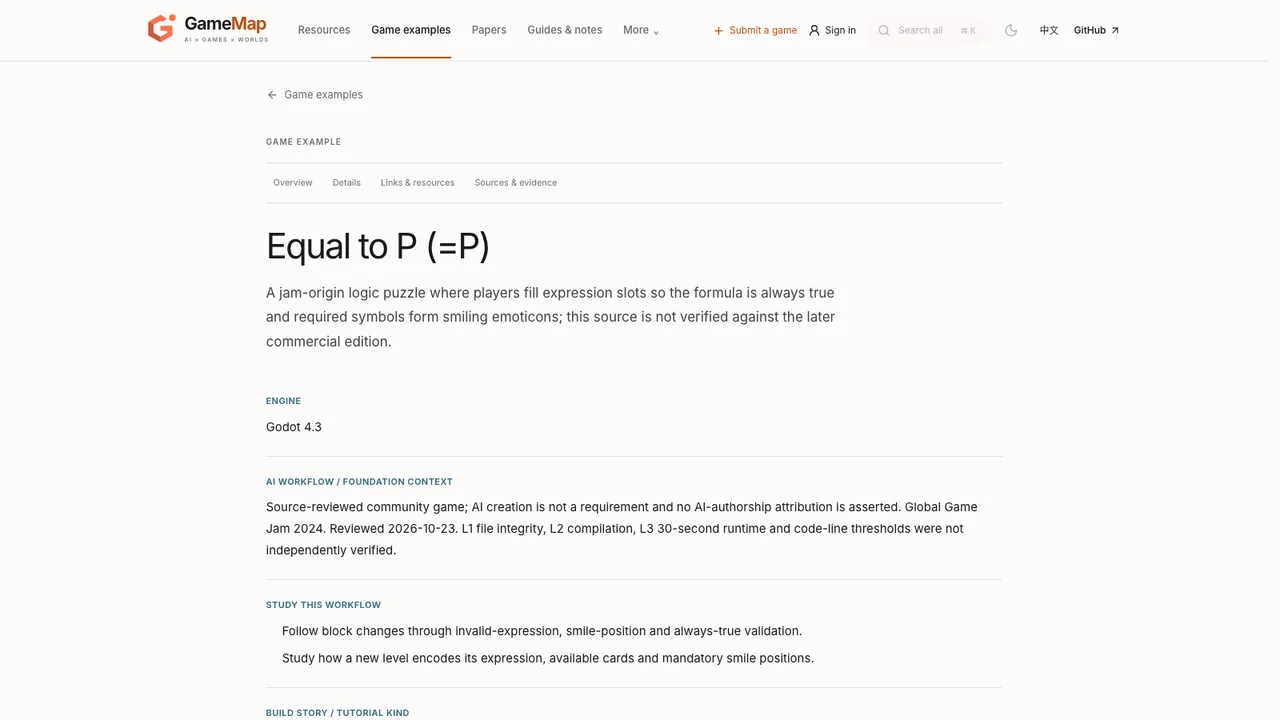 GameMap
AI × GAMES × WORLDS
Resources
Game examples
Papers
Guides & notes
More
+ Submit a game
Sign in
Search all
⌘ K
中文
GitHub ↗
← Game examples
GAME EXAMPLE
Overview
Details
Links & resources
Sources & evidence
Equal to P (=P)
A jam-origin logic puzzle where players fill expression slots so the formula is always true
and required symbols form smiling emoticons; this source is not verified against the later
commercial edition.
ENGINE
Godot 4.3
AI WORKFLOW / FOUNDATION CONTEXT
Source-reviewed community game; AI creation is not a requirement and no AI-authorship attribution is asserted. Global Game
Jam 2024. Reviewed 2026-10-23. L1 file integrity, L2 compilation, L3 30-second runtime and code-line thresholds were not
independently verified.
STUDY THIS WORKFLOW
Follow block changes through invalid-expression, smile-position and always-true validation.
Study how a new level encodes its expression, available cards and mandatory smile positions.
BUILD STORY / TUTORIAL KIND